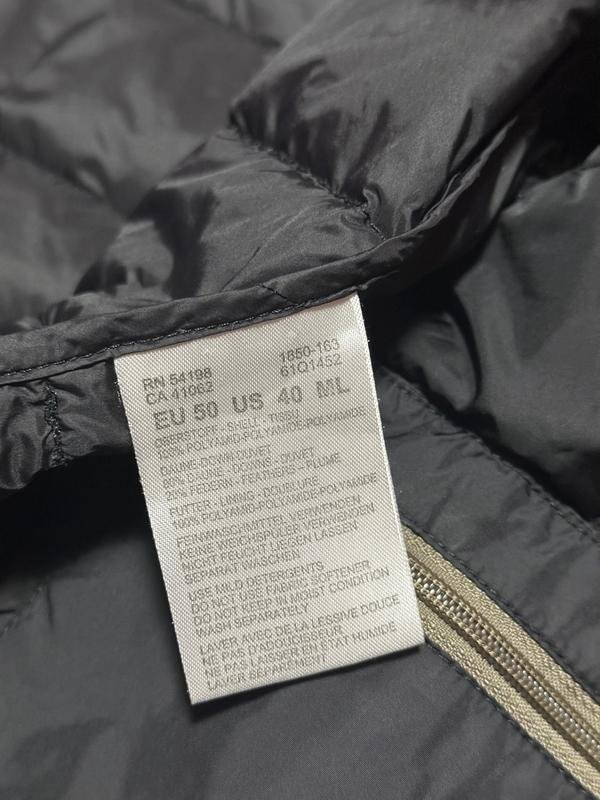 RN 54198 1850-163
CA 41062 61Q1452
EU 50 US 40 ML
OBERSTOFF - SHELL - TISSU
100% POLYAMID-POLYAMIDE-POLYAMIDE
DAUNE-DOWN-DUVET
80% DAUNE - DOWNS - DUVET
20% FEDERN - FEATHERS - PLUME
FUTTER - LINING - DOUBLURE
100% POLYAMID-POLYAMIDE-POLYAMIDE
FEINWASCHMITTEL VERWENDEN
KEINE WEICHSPÜLER VERWENDEN
NICHT FEUCHT LIEGEN LASSEN
SEPARAT WASCHEN
USE MILD DETERGENTS
DO NOT USE FABRIC SOFTENER
DO NOT KEEP IN MOIST CONDITION
WASH SEPARATELY
LAVER AVEC DE LA LESSIVE DOUCE
NE PAS D'ADOUCISSEUR
NE PAS LAISSER EN ETAT HUMIDE
LAVER SEPAREMENT